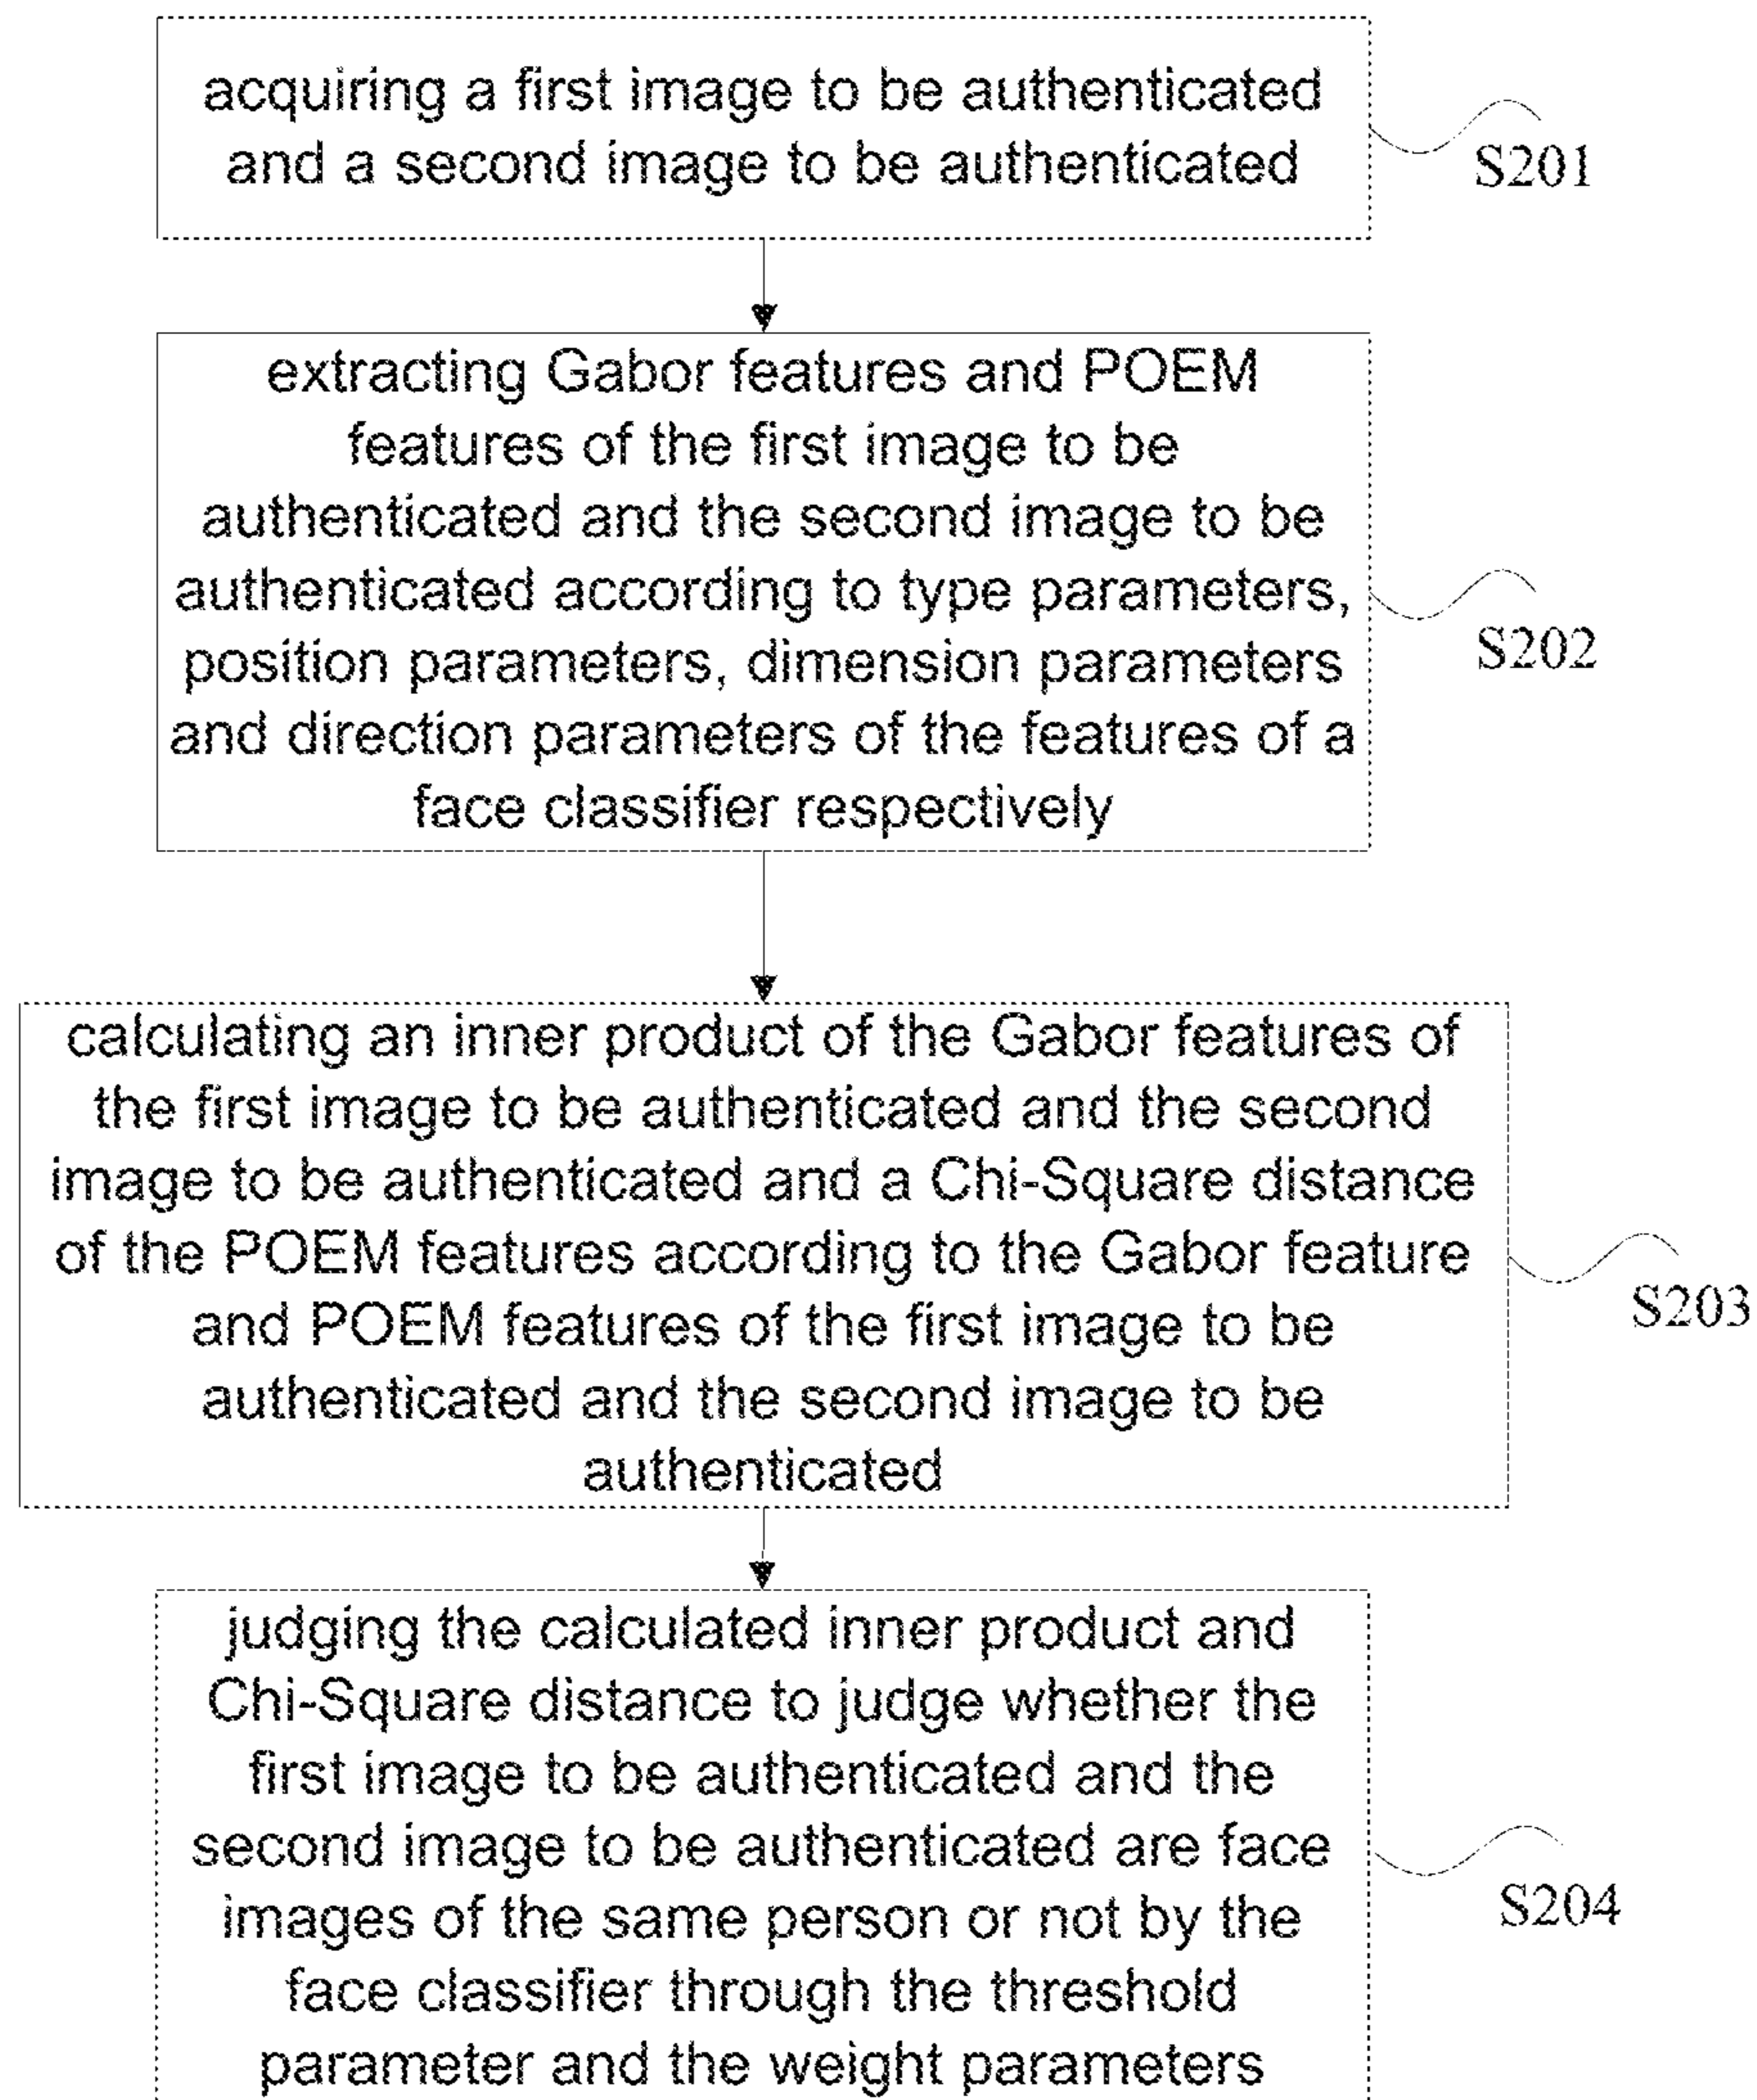 acquiring a first image to be authenticated
and a second image to be authenticated
S201
extracting Gabor features and POEM
features of the first image to be
authenticated and the second image to be
authenticated according to type parameters,
position parameters, dimension parameters
and direction parameters of the features of a
face classifier respectively
S202
calculating an inner product of the Gabor features of
the first image to be authenticated and the second
image to be authenticated and a Chi-Square distance
of the POEM features according to the Gabor feature
and POEM features of the first image to be
authenticated and the second image to be
authenticated
S203
judging the calculated inner product and
Chi-Square distance to judge whether the
first image to be authenticated and the
second image to be authenticated are face
images of the same person or not by the
face classifier through the threshold
parameter and the weight parameters
S204